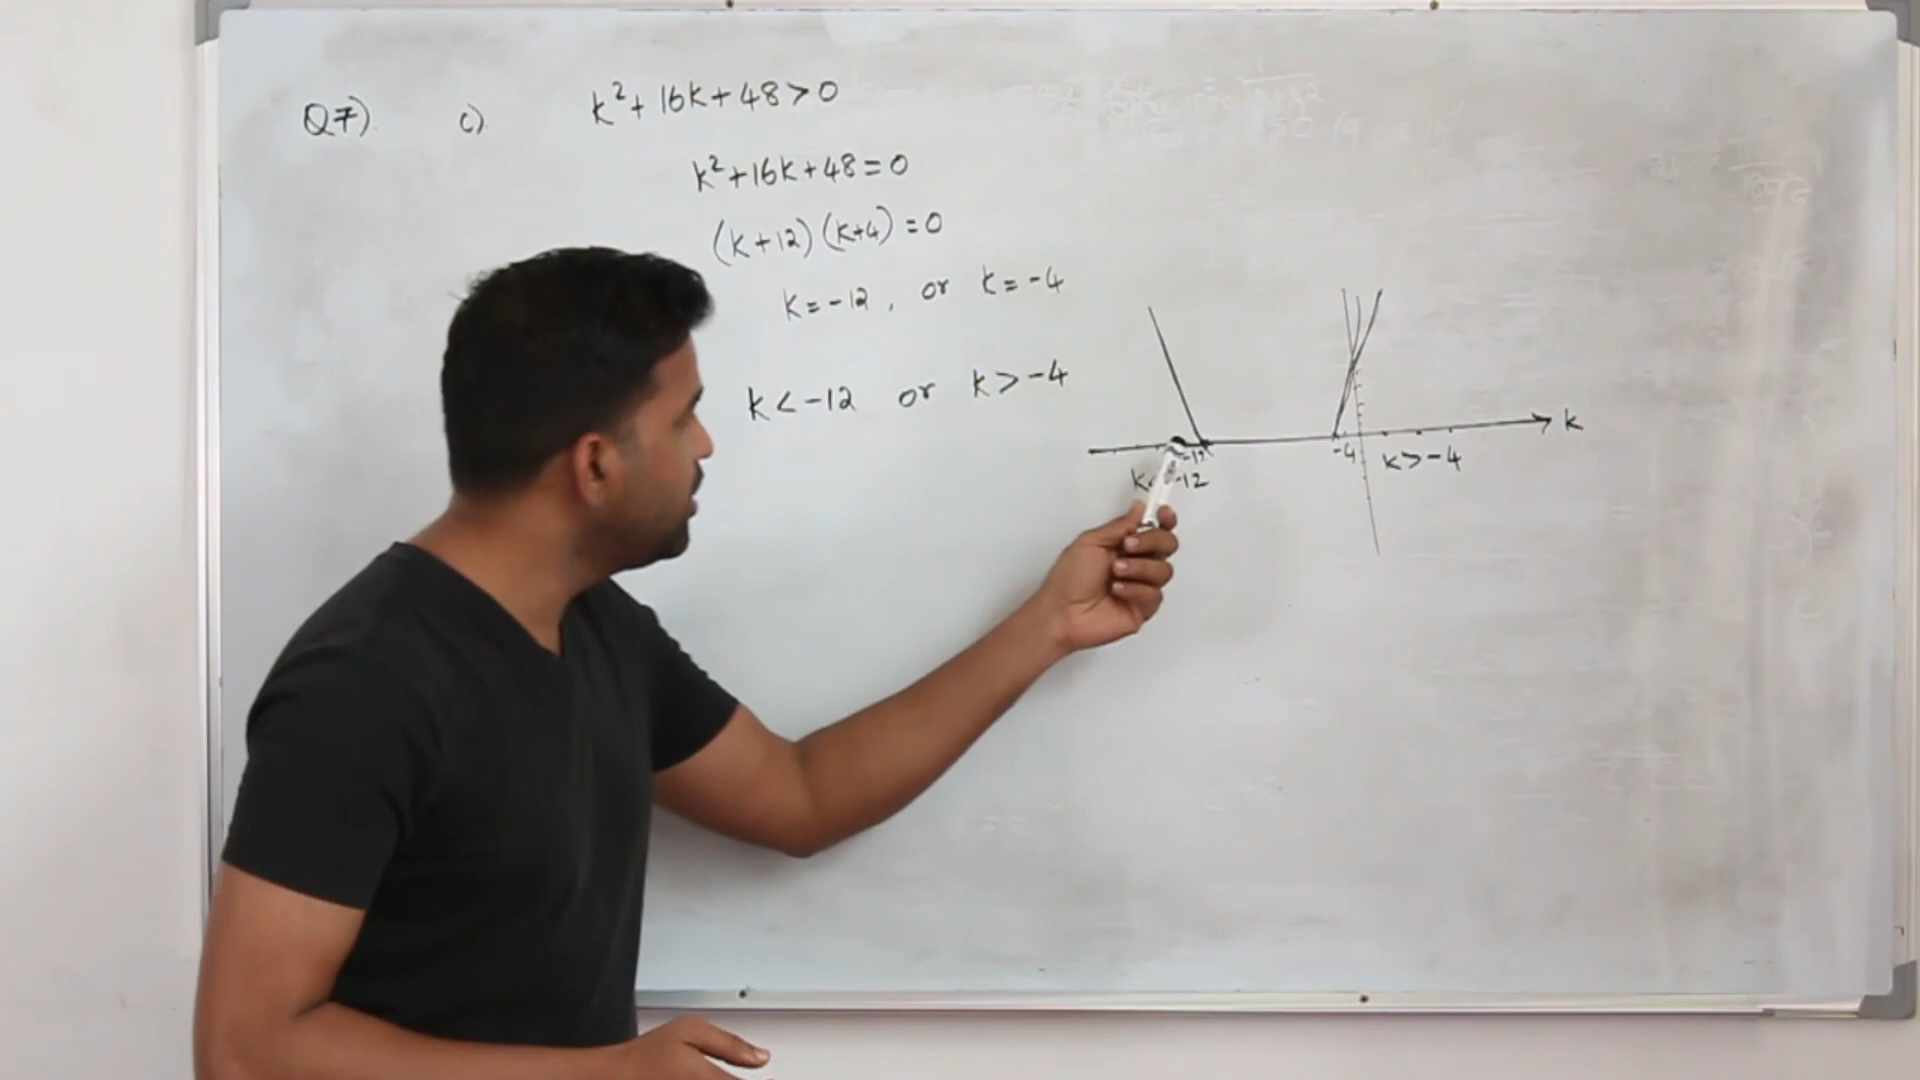 Q7). c). k²+16k+48>0
k²+16k+48=0
(k+12)(k+4)=0
k=-12, or k=-4
k<-12 or k>-4
k
-12 -4 k>-4
k<-12